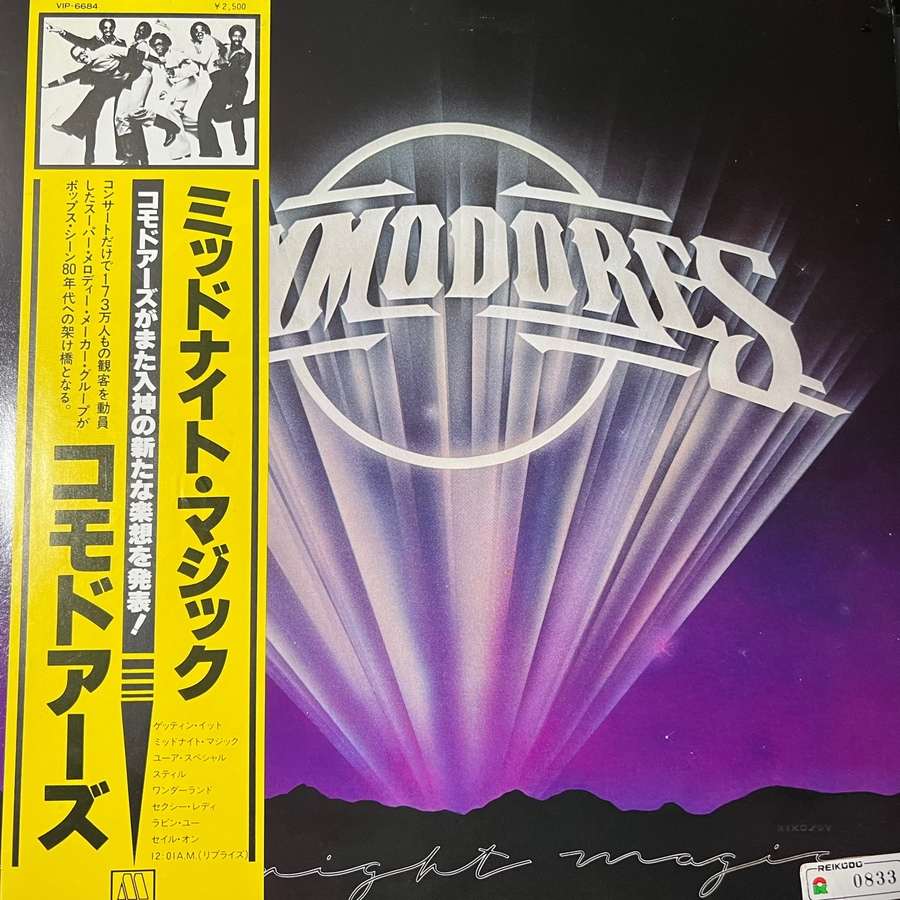 VIP-6684
￥2,500
ミッドナイト・マジック
コモドアーズがまた入神の新たな楽想を発表！
コンサートだけで173万人もの観客を動員
したスーパー・メロディー・メーカー・グループが
ポップス・シーン80年代への架け橋となる。
コモドアーズ
ゲッティン・イット
ミッドナイト・マジック
ユーア・スペシャル
スティル
ワンダーランド
セクシー・レディ
ラビン・ユー
セイル・オン
12:01A.M.(リプライズ)
MMODORES
night magic
REIKODO
0833